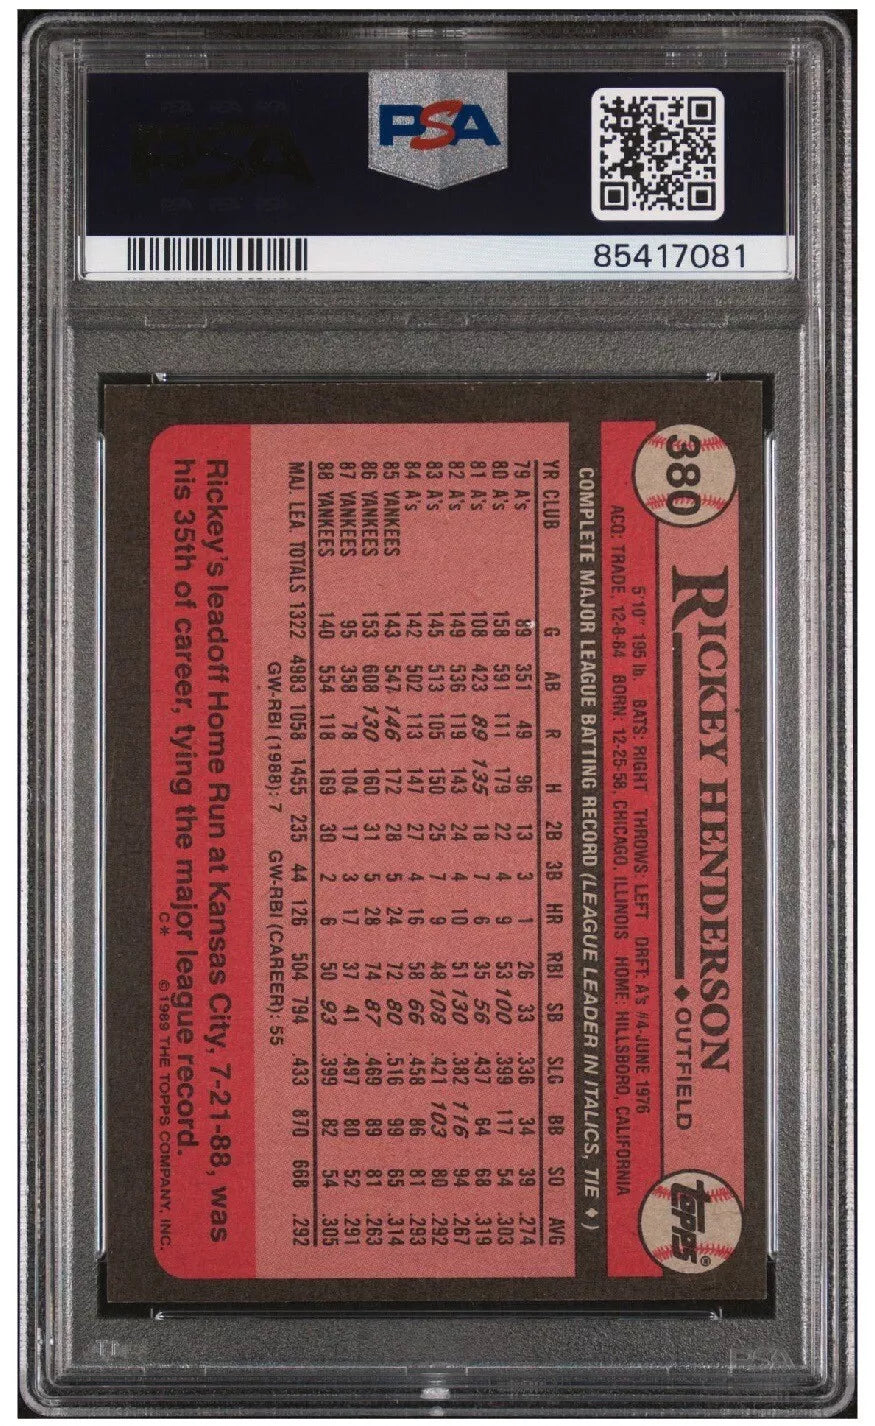 PSA
85417081
380
RICKEY HENDERSON
♦OUTFIELD
topps®
5'10" 195 lb. BATS: RIGHT THROWS: LEFT DRFT: A's #4-JUNE 1976
ACQ: TRADE, 12-8-84 BORN: 12-25-58, CHICAGO, ILLINOIS HOME: HILLSBORO, CALIFORNIA
COMPLETE MAJOR LEAGUE BATTING RECORD (LEAGUE LEADER IN ITALICS, TIE ♦)
YR CLUB G AB R H 2B 3B HR RBI SB SLG BB SO AVG
79 A's 89 351 49 96 13 3 1 26 33 .336 34 39 .274
80 A's 158 591 111 179 22 4 9 53 100 .399 117 54 .303
81 A's 108 423 89 135 18 7 6 35 56 .437 64 68 .319
82 A's 149 536 119 143 24 4 10 51 130 .382 116 94 .267
83 A's 145 513 105 150 25 7 9 48 108 .421 103 80 .292
84 A's 142 502 113 147 27 4 16 58 66 .458 86 81 .293
85 YANKEES 143 547 146 172 28 5 24 72 80 .516 99 65 .314
86 YANKEES 153 608 130 160 31 5 28 74 87 .469 89 81 .263
87 YANKEES 95 358 78 104 17 3 17 37 41 .497 80 52 .291
88 YANKEES 140 554 118 169 30 2 6 50 93 .399 82 54 .305
MAJ. LEA. TOTALS 1322 4983 1058 1455 235 44 126 504 794 .433 870 668 .292
GW-RBI (1988): 7 GW-RBI (CAREER): 55
Rickey's leadoff Home Run at Kansas City, 7-21-88, was
his 35th of career, tying the major league record.
C* © 1989 THE TOPPS COMPANY, INC.
PSA